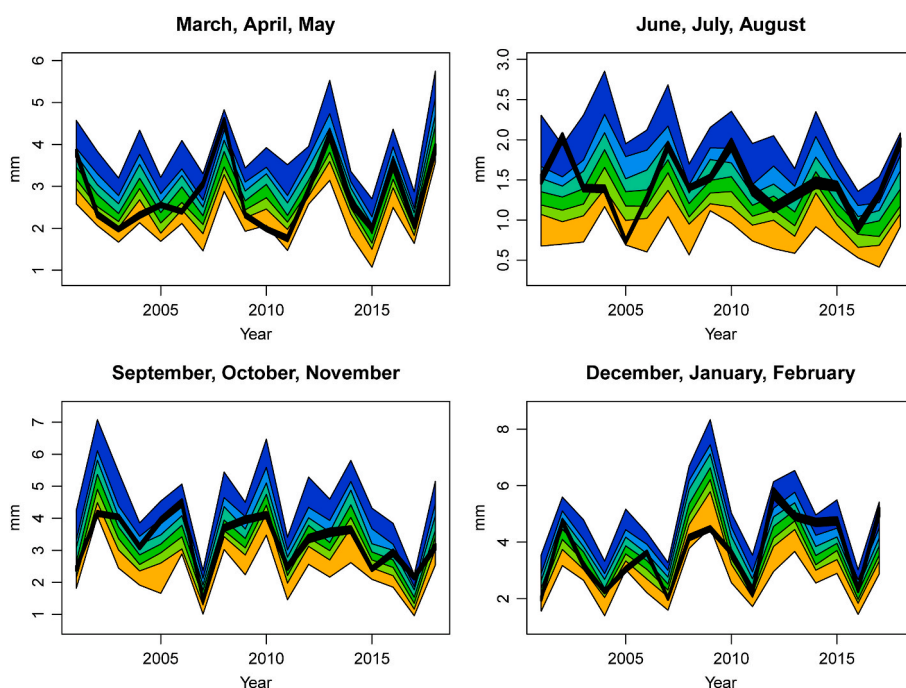 March, April, May
6
5
4
3
2
1
mm
2005 2010 2015
Year
June, July, August
3.0
2.5
2.0
1.5
1.0
0.5
mm
2005 2010 2015
Year
September, October, November
7
6
5
4
3
2
1
mm
2005 2010 2015
Year
December, January, February
8
6
4
2
mm
2005 2010 2015
Year